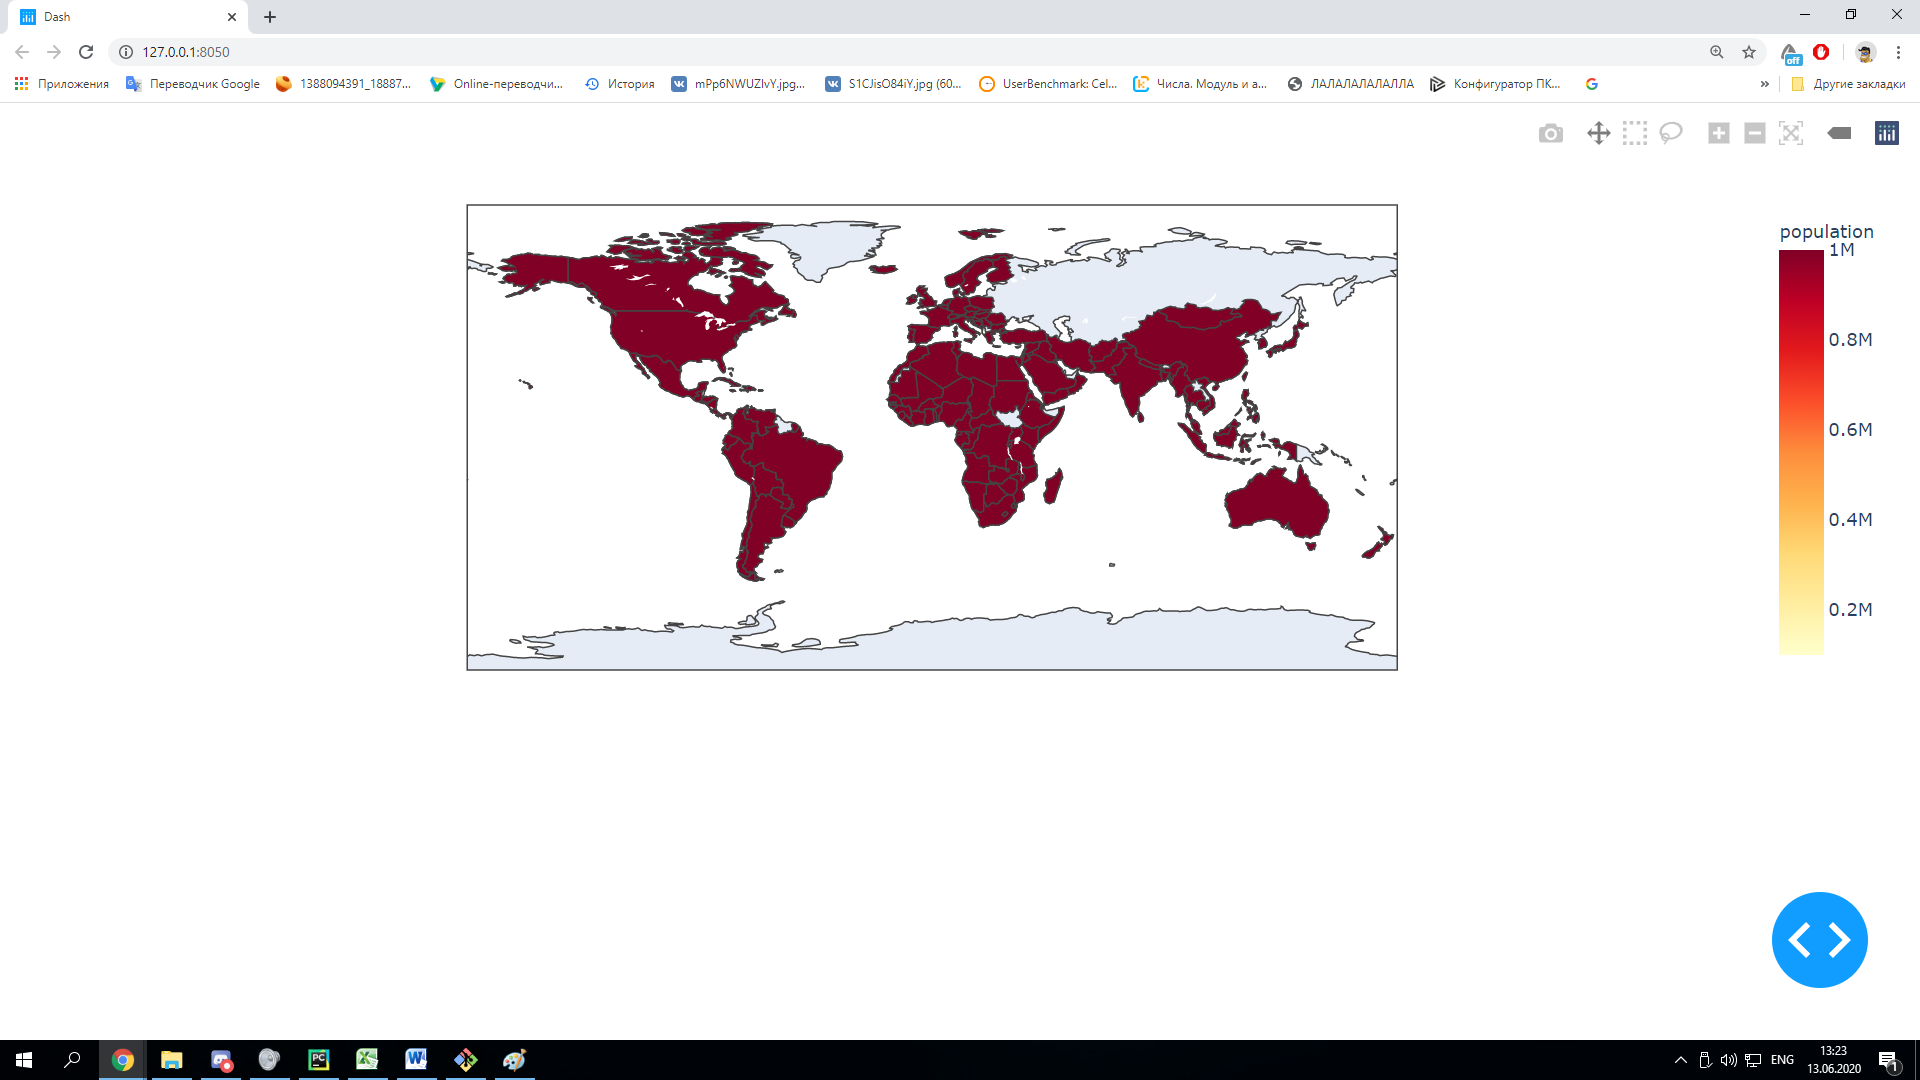 Dash
127.0.0.1:8050
Приложения
Переводчик Google
1388094391_18887...
Online-переводчи...
История
mPp6NWUZlvY.jpg...
S1CJisO84iY.jpg (60...
UserBenchmark: Cel...
Числа. Модуль и а...
ЛАЛАЛАЛАЛАЛЛА
Конфигуратор ПК...
»
Другие закладки
off
population
1M
0.8M
0.6M
0.4M
0.2M
ENG
13:23
13.06.2020
1